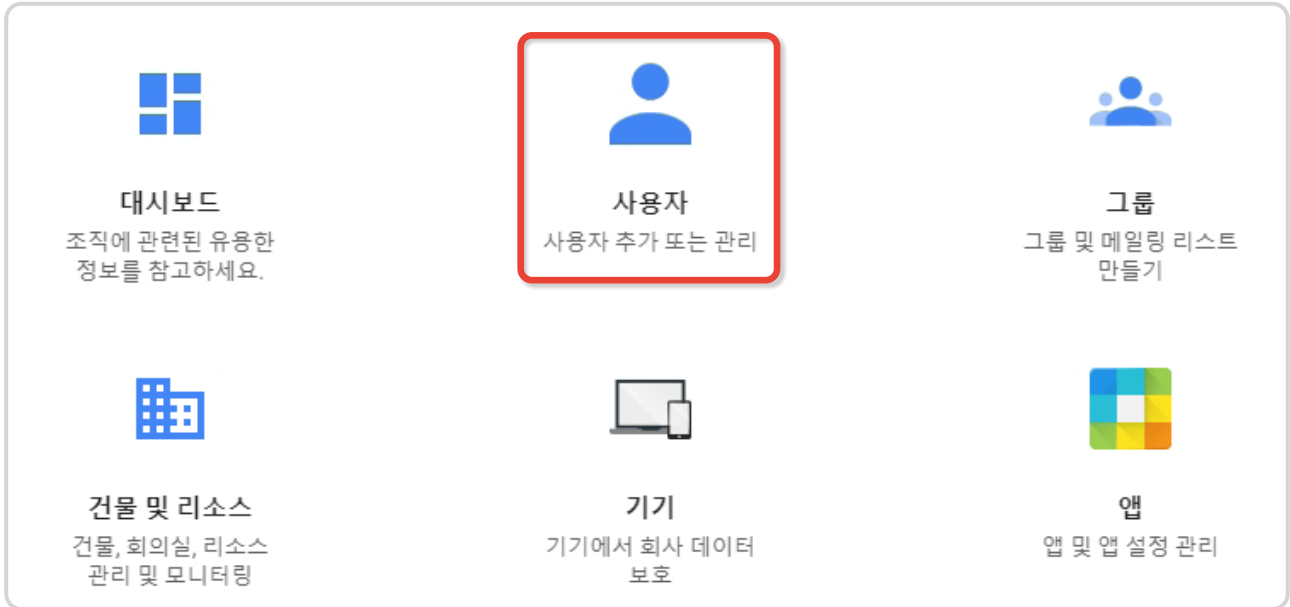 대시보드
조직에 관련된 유용한
정보를 참고하세요.
사용자
사용자 추가 또는 관리
그룹
그룹 및 메일링 리스트
만들기
건물 및 리소스
건물, 회의실, 리소스
관리 및 모니터링
기기
기기에서 회사 데이터
보호
앱
앱 및 앱 설정 관리